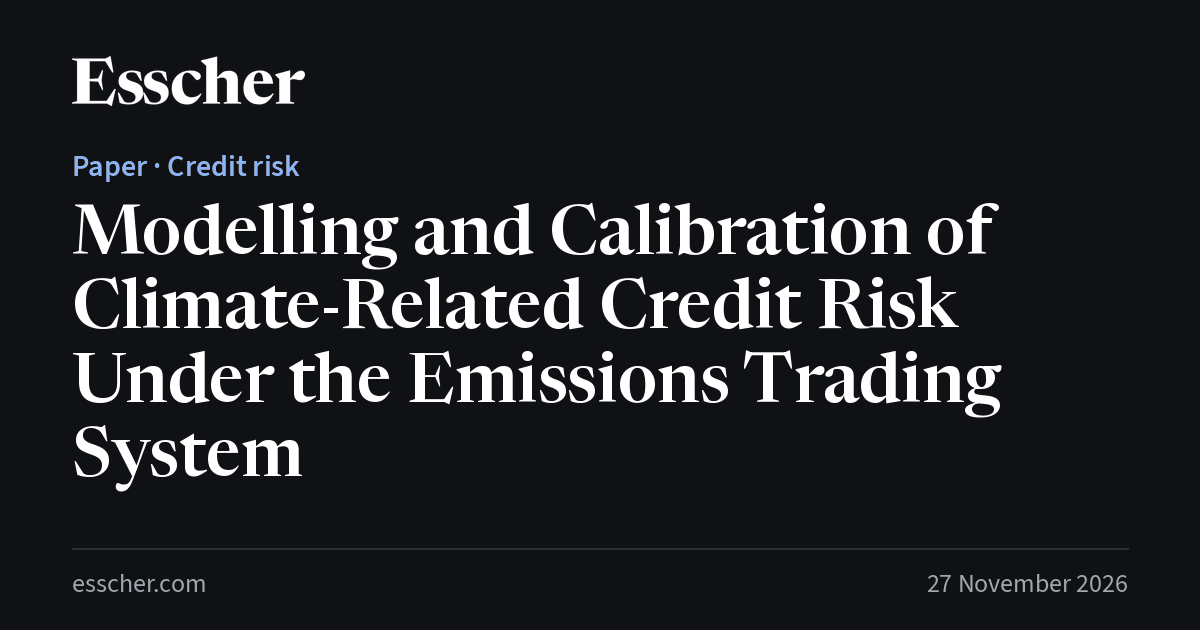 Esscher
Paper · Credit risk
Modelling and Calibration of
Climate-Related Credit Risk
Under the Emissions Trading
System
esscher.com
27 November 2026